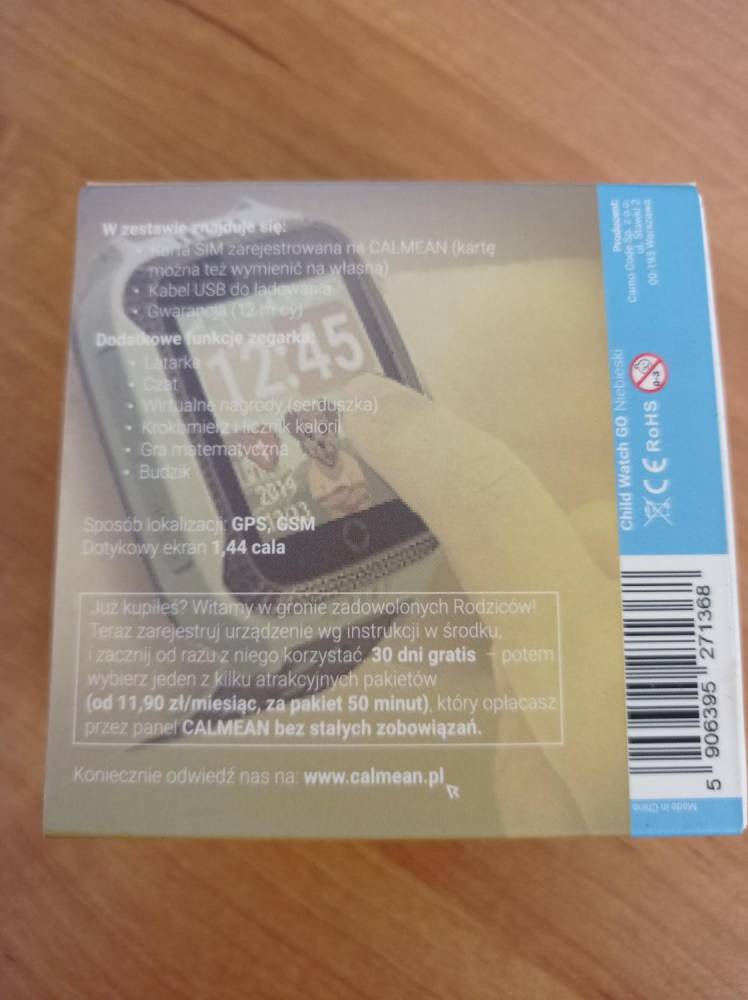 W zestawie znajduje się:
• Karta SIM zarejestrowana na CALMEAN (kartę
można też wymienić na własną)
• Kabel USB do ładowania
• Gwarancja (12 m-cy)
Dodatkowe funkcje zegarka:
• Latarka
• Czat
• Wirtualne nagrody (serduszka)
• Krokomierz i licznik kalorii
• Gra matematyczna
• Budzik
Sposób lokalizacji: GPS, GSM
Dotykowy ekran 1,44 cala
Już kupiłeś? Witamy w gronie zadowolonych Rodziców!
Teraz zarejestruj urządzenie wg instrukcji w środku,
i zacznij od razu z niego korzystać. 30 dni gratis – potem
wybierz jeden z kilku atrakcyjnych pakietów
(od 11,90 zł/miesiąc, za pakiet 50 minut), który opłacasz
przez panel CALMEAN bez stałych zobowiązań.
Koniecznie odwiedź nas na: www.calmean.pl
12:45
2019
Producent:
Camo Code Sp. z o.o.
ul. Stawki 2
00-193 Warszawa
Child Watch GO Niebieski
CE RoHS
0-3
5 906395 271368
Made in China